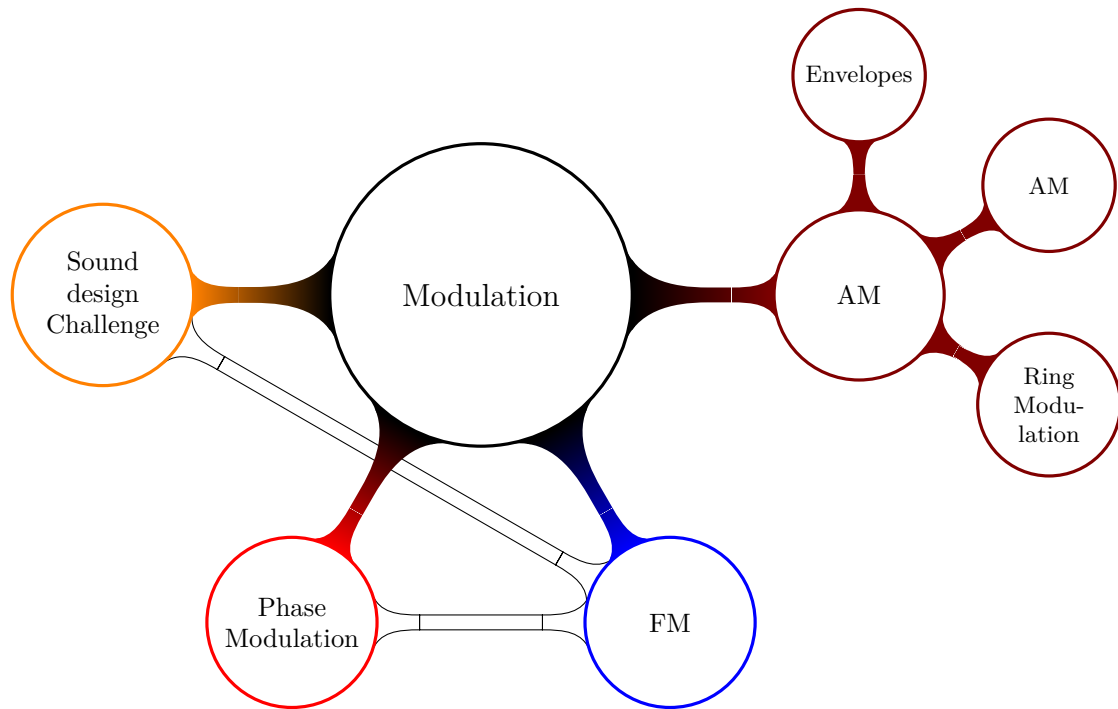 Envelopes
AM
Sound
design
Challenge
Modulation
AM
Ring
Modu-
lation
Phase
Modulation
FM